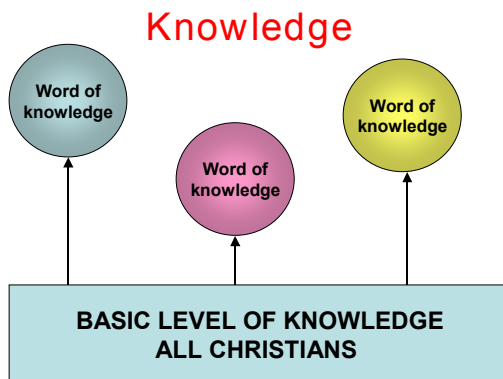 Knowledge
Word of
knowledge
Word of
knowledge
Word of
knowledge
BASIC LEVEL OF KNOWLEDGE
ALL CHRISTIANS